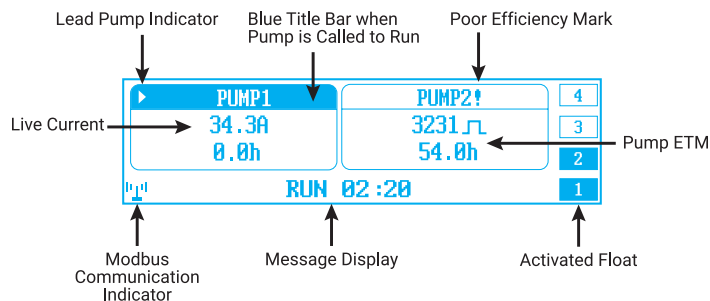 Lead Pump Indicator
Blue Title Bar when
Pump is Called to Run
Poor Efficiency Mark
PUMP1
PUMP2!
4
Live Current
34.3A
3231
3
Pump ETM
0.0h
54.0h
2
RUN 02:20
1
Modbus
Communication
Indicator
Message Display
Activated Float